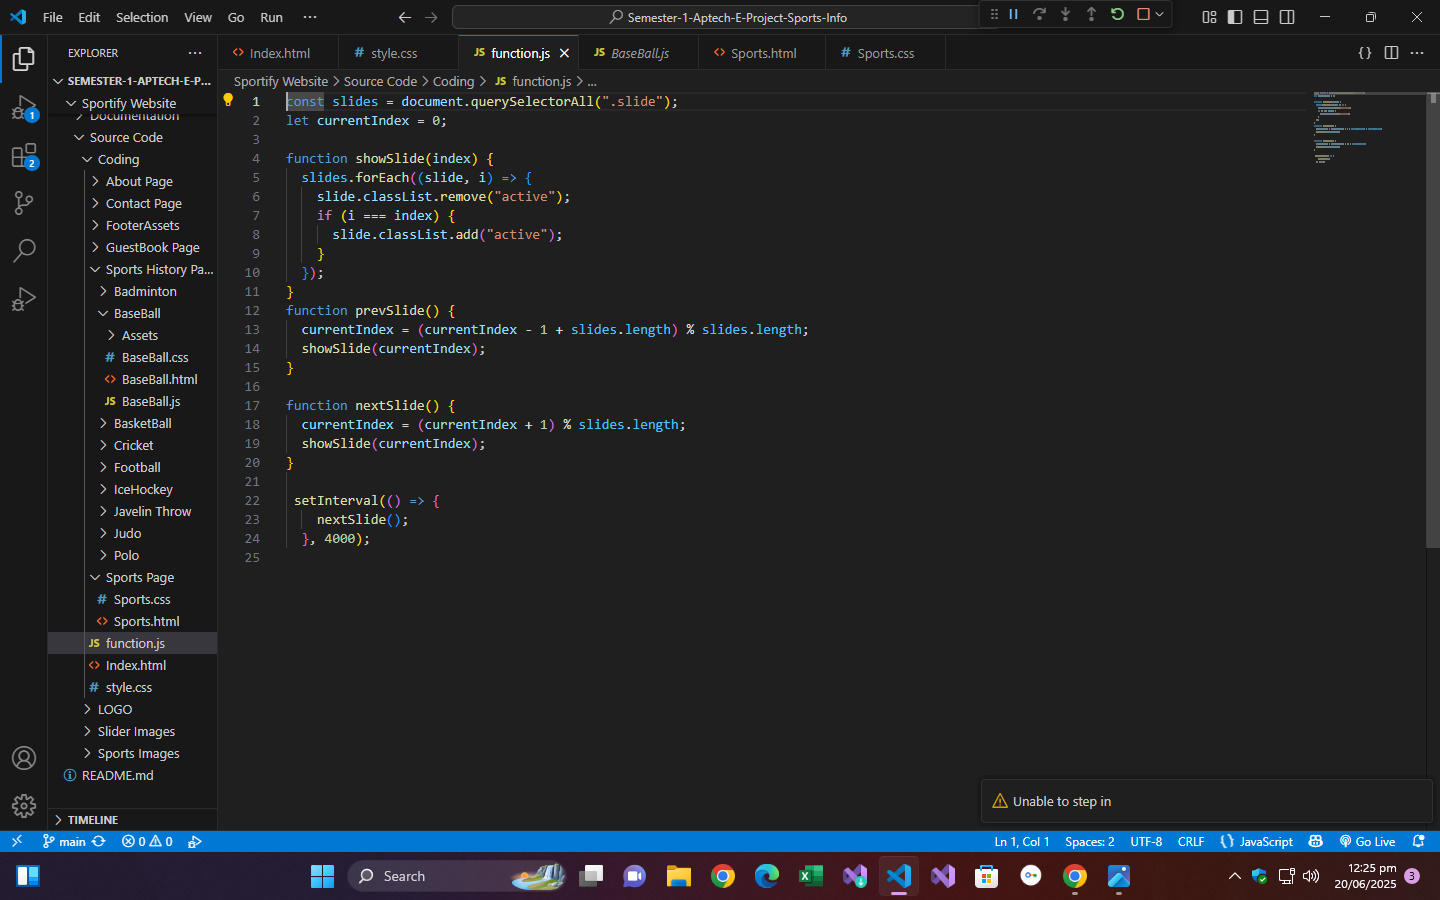 File Edit Selection View Go Run ···
Semester-1-Aptech-E-Project-Sports-Info
EXPLORER
SEMESTER-1-APTECH-E-P...
Sportify Website
Documentation
Source Code
Coding
About Page
Contact Page
FooterAssets
GuestBook Page
Sports History Pa...
Badminton
BaseBall
Assets
# BaseBall.css
<> BaseBall.html
JS BaseBall.js
BasketBall
Cricket
Football
IceHockey
Javelin Throw
Judo
Polo
Sports Page
# Sports.css
<> Sports.html
JS function.js
<> Index.html
# style.css
LOGO
Slider Images
Sports Images
README.md
TIMELINE
1
2
<> Index.html # style.css JS function.js JS BaseBall.js <> Sports.html # Sports.css
Sportify Website > Source Code > Coding > JS function.js > ...
1 const slides = document.querySelectorAll(".slide");
2 let currentIndex = 0;
3
4 function showSlide(index) {
5 slides.forEach((slide, i) => {
6 slide.classList.remove("active");
7 if (i === index) {
8 slide.classList.add("active");
9 }
10 });
11 }
12 function prevSlide() {
13 currentIndex = (currentIndex - 1 + slides.length) % slides.length;
14 showSlide(currentIndex);
15 }
16
17 function nextSlide() {
18 currentIndex = (currentIndex + 1) % slides.length;
19 showSlide(currentIndex);
20 }
21
22 setInterval(() => {
23 nextSlide();
24 }, 4000);
25
Unable to step in
main 0 0 Ln 1, Col 1 Spaces: 2 UTF-8 CRLF JavaScript Go Live
Search
12:25 pm
20/06/2025
3